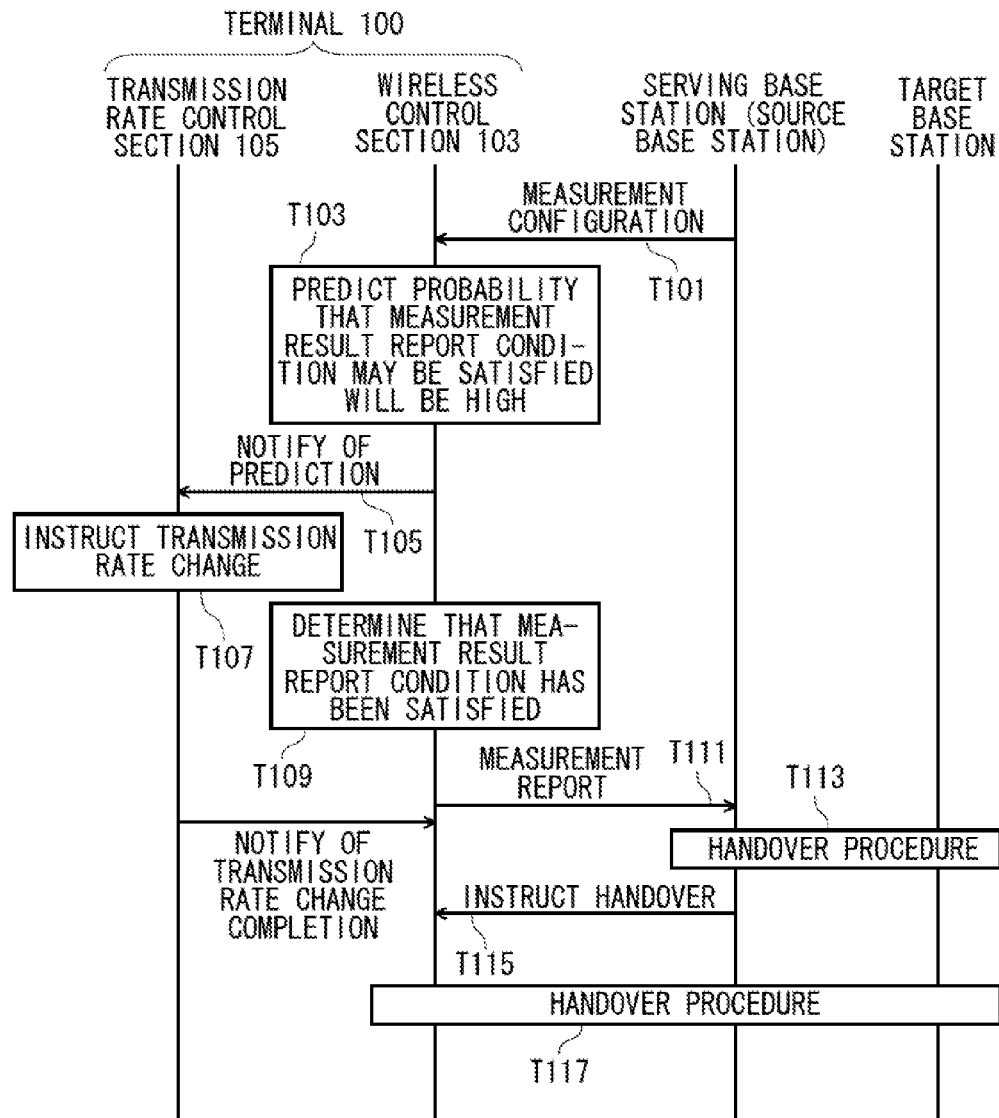 TERMINAL 100
TRANSMISSION
RATE CONTROL
SECTION 105
WIRELESS
CONTROL
SECTION 103
SERVING BASE
STATION (SOURCE
BASE STATION)
TARGET
BASE
STATION
MEASUREMENT
CONFIGURATION
T101
T103
PREDICT PROBABILITY
THAT MEASUREMENT
RESULT REPORT CONDI-
TION MAY BE SATISFIED
WILL BE HIGH
NOTIFY OF
PREDICTION
T105
INSTRUCT TRANSMISSION
RATE CHANGE
T107
DETERMINE THAT MEA-
SUREMENT RESULT
REPORT CONDITION HAS
BEEN SATISFIED
T109
MEASUREMENT
REPORT
T111
T113
HANDOVER PROCEDURE
NOTIFY OF
TRANSMISSION
RATE CHANGE
COMPLETION
INSTRUCT HANDOVER
T115
HANDOVER PROCEDURE
T117